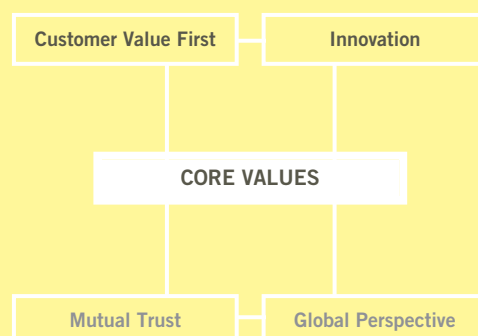 Customer Value First
Innovation
CORE VALUES
Mutual Trust
Global Perspective